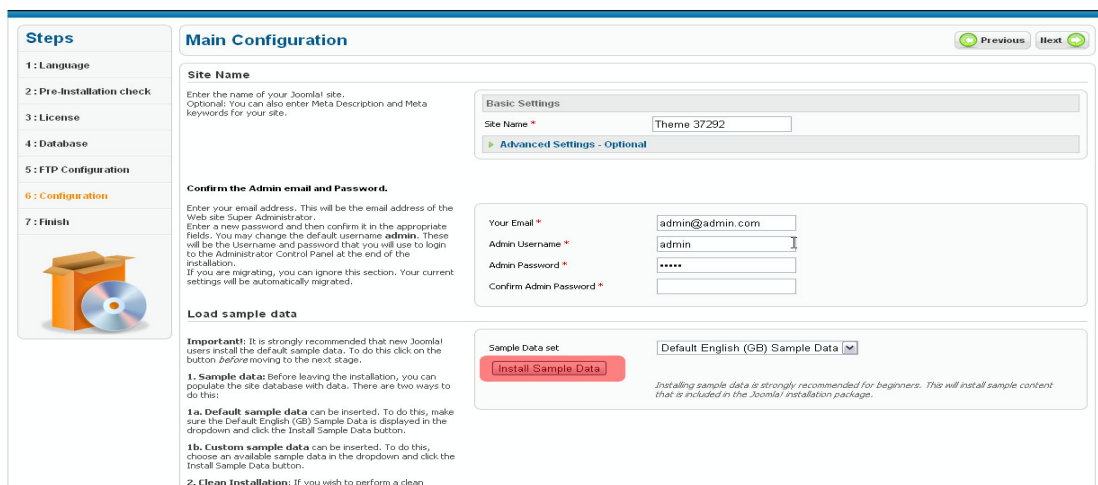 Steps
1 : Language
2 : Pre-Installation check
3 : License
4 : Database
5 : FTP Configuration
6 : Configuration
7 : Finish
Main Configuration
Previous
Next
Site Name
Enter the name of your Joomla! site.
Optional: You can also enter Meta Description and Meta
keywords for your site.
Basic Settings
Site Name *
Theme 37292
Advanced Settings - Optional
Confirm the Admin email and Password.
Enter your email address. This will be the email address of the
Web site Super Administrator.
Enter a new password and then confirm it in the appropriate
fields. You may change the default username admin. These
will be the Username and password that you will use to login
to the Administrator Control Panel at the end of the
installation.
If you are migrating, you can ignore this section. Your current
settings will be automatically migrated.
Your Email *
admin@admin.com
Admin Username *
admin
Admin Password *
•••••
Confirm Admin Password *
Load sample data
Important!: It is strongly recommended that new Joomla!
users install the default sample data. To do this click on the
button before moving to the next stage.
1. Sample data: Before leaving the installation, you can
populate the site database with data. There are two ways to
do this:
1a. Default sample data can be inserted. To do this, make
sure the Default English (GB) Sample Data is displayed in the
dropdown and click the Install Sample Data button.
1b. Custom sample data can be inserted. To do this,
choose an available sample data in the dropdown and click the
Install Sample Data button.
2. Clean Installation: If you wish to perform a clean
Sample Data set
Default English (GB) Sample Data
Install Sample Data
Installing sample data is strongly recommended for beginners. This will install sample content
that is included in the Joomla! installation package.